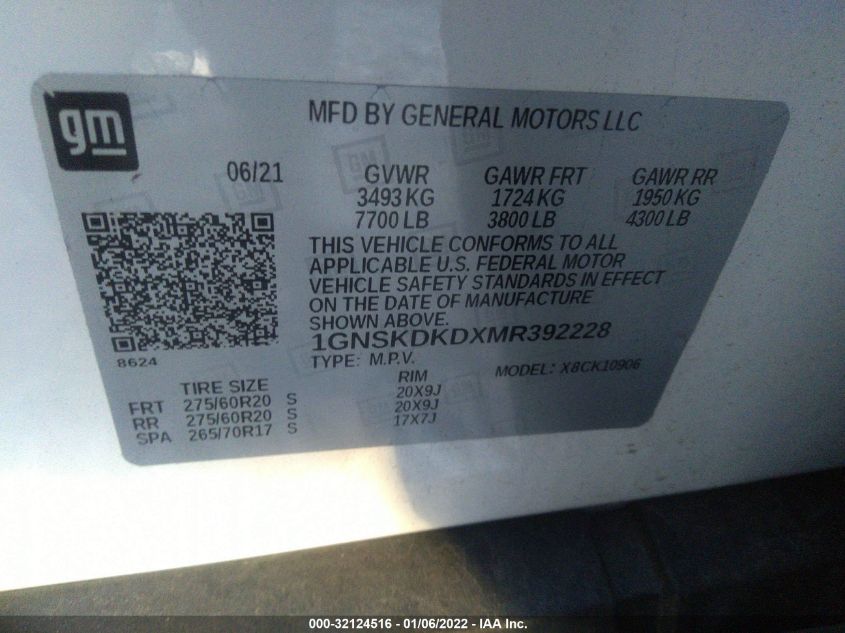 gm
MFD BY GENERAL MOTORS LLC
06/21
GVWR GAWR FRT GAWR RR
3493 KG 1724 KG 1950 KG
7700 LB 3800 LB 4300 LB
THIS VEHICLE CONFORMS TO ALL
APPLICABLE U.S. FEDERAL MOTOR
VEHICLE SAFETY STANDARDS IN EFFECT
ON THE DATE OF MANUFACTURE
SHOWN ABOVE.
1GNSKDKDXMR392228
8624
TYPE: M.P.V. MODEL: X8CK10906
TIRE SIZE RIM
FRT 275/60R20 S 20X9J
RR 275/60R20 S 20X9J
SPA 265/70R17 S 17X7J
000-32124516 - 01/06/2022 - IAA Inc.